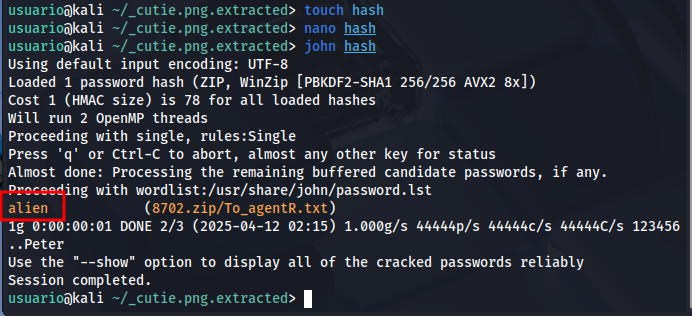 usuario@kali ~/_cutie.png.extracted> touch hash
usuario@kali ~/_cutie.png.extracted> nano hash
usuario@kali ~/_cutie.png.extracted> john hash
Using default input encoding: UTF-8
Loaded 1 password hash (ZIP, WinZip [PBKDF2-SHA1 256/256 AVX2 8x])
Cost 1 (HMAC size) is 78 for all loaded hashes
Will run 2 OpenMP threads
Proceeding with single, rules:Single
Press 'q' or Ctrl-C to abort, almost any other key for status
Almost done: Processing the remaining buffered candidate passwords, if any.
Proceeding with wordlist:/usr/share/john/password.lst
alien            (8702.zip/To_agentR.txt)
1g 0:00:00:01 DONE 2/3 (2025-04-12 02:15) 1.000g/s 44444p/s 44444c/s 44444C/s 123456
..Peter
Use the "--show" option to display all of the cracked passwords reliably
Session completed.
usuario@kali ~/_cutie.png.extracted>